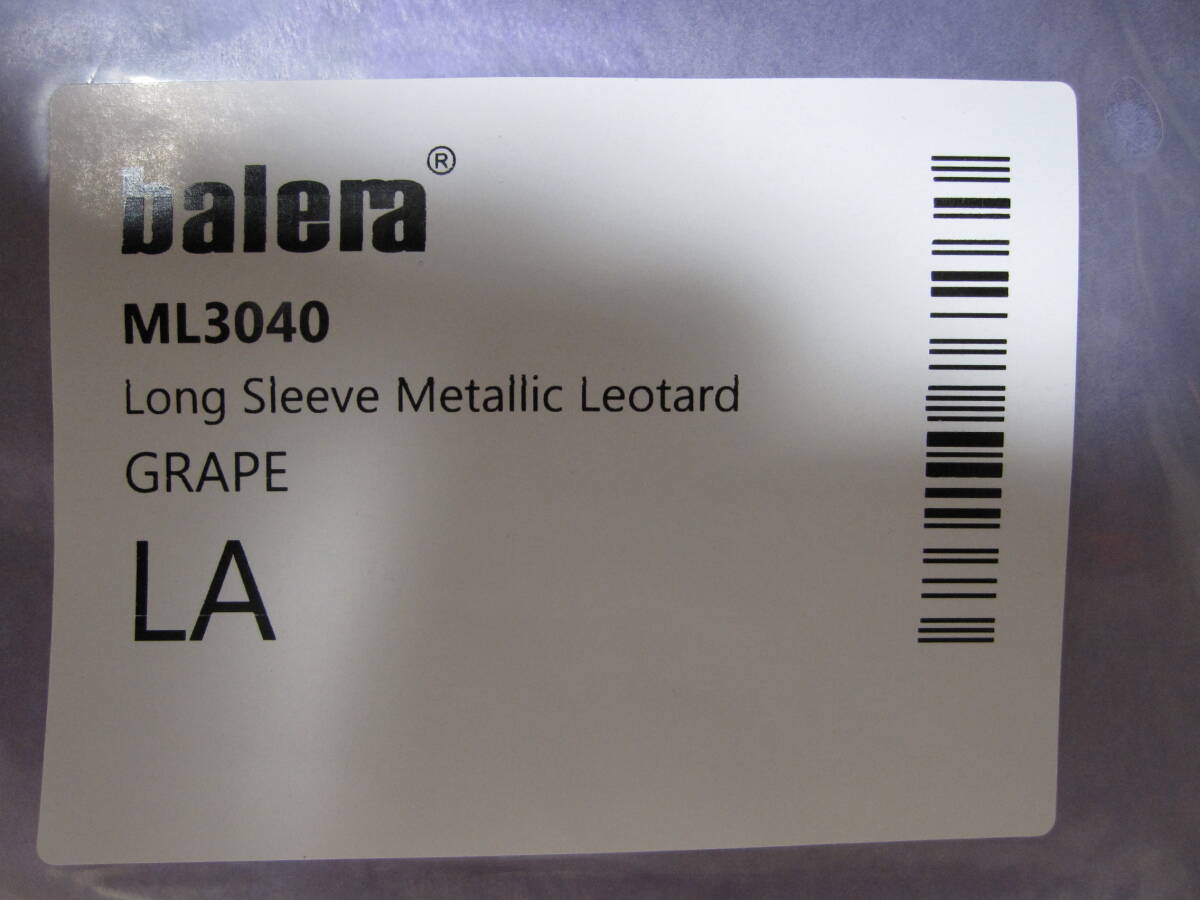 balera®
ML3040
Long Sleeve Metallic Leotard
GRAPE
LA